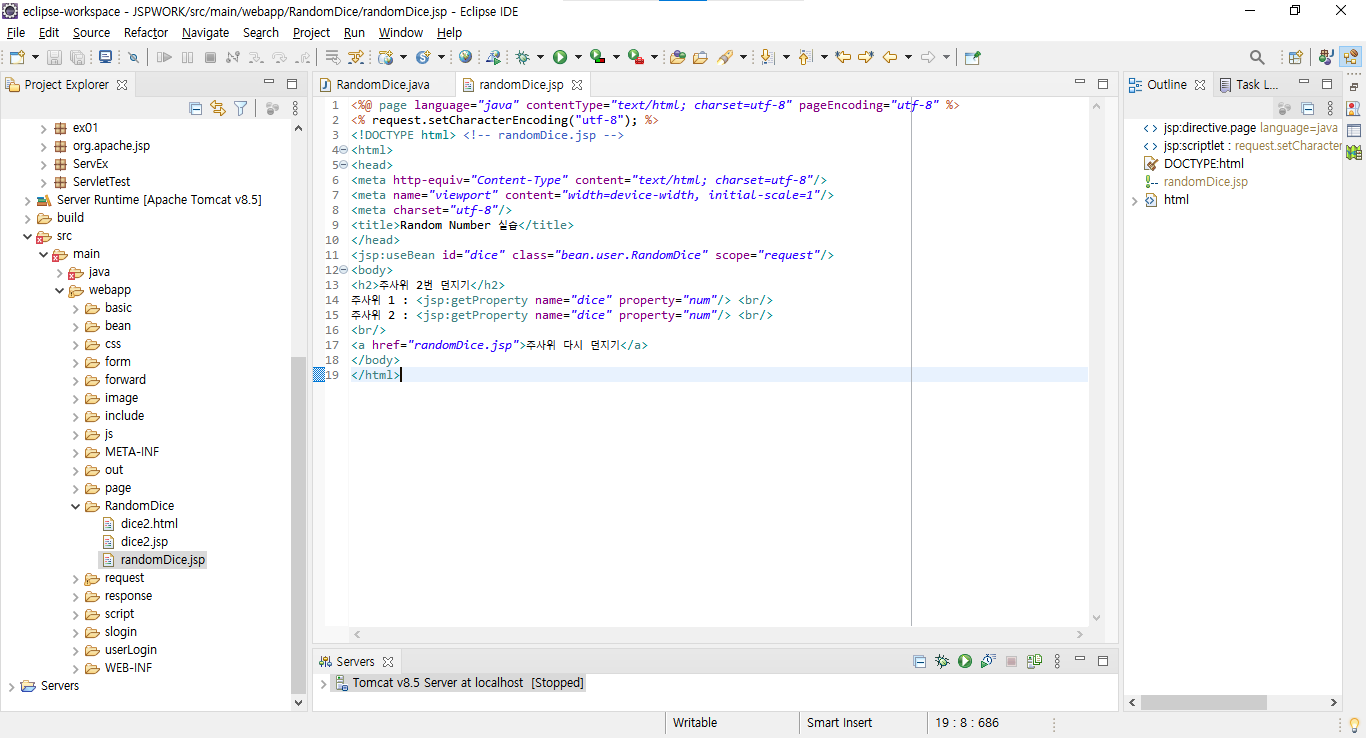 eclipse-workspace - JSPWORK/src/main/webapp/RandomDice/randomDice.jsp - Eclipse IDE
File Edit Source Refactor Navigate Search Project Run Window Help
Project Explorer
ex01
org.apache.jsp
ServEx
ServletTest
Server Runtime [Apache Tomcat v8.5]
build
src
main
java
webapp
basic
bean
css
form
forward
image
include
js
META-INF
out
page
RandomDice
dice2.html
dice2.jsp
randomDice.jsp
request
response
script
slogin
userLogin
WEB-INF
Servers
RandomDice.java randomDice.jsp
1 <%@ page language="java" contentType="text/html; charset=utf-8" pageEncoding="utf-8" %>
2 <% request.setCharacterEncoding("utf-8"); %>
3 <!DOCTYPE html> <!-- randomDice.jsp -->
4 <html>
5 <head>
6 <meta http-equiv="Content-Type" content="text/html; charset=utf-8"/>
7 <meta name="viewport" content="width=device-width, initial-scale=1"/>
8 <meta charset="utf-8"/>
9 <title>Random Number 실습</title>
10 </head>
11 <jsp:useBean id="dice" class="bean.user.RandomDice" scope="request"/>
12 <body>
13 <h2>주사위 2번 던지기</h2>
14 주사위 1 : <jsp:getProperty name="dice" property="num"/> <br/>
15 주사위 2 : <jsp:getProperty name="dice" property="num"/> <br/>
16 <br/>
17 <a href="randomDice.jsp">주사위 다시 던지기</a>
18 </body>
19 </html>
Servers
Tomcat v8.5 Server at localhost [Stopped]
Outline Task L...
jsp:directive.page language=java
jsp:scriptlet : request.setCharacter
DOCTYPE:html
randomDice.jsp
html
Writable Smart Insert 19 : 8 : 686